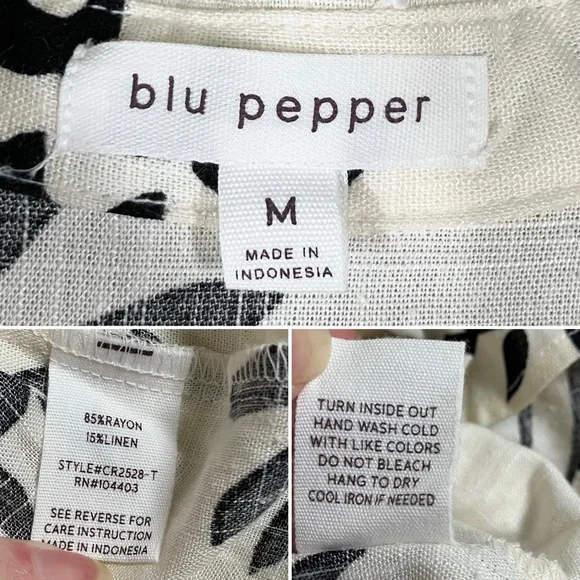 blu pepper
M
MADE IN
INDONESIA
85%RAYON
15%LINEN
STYLE#CR2528-T
RN#104403
SEE REVERSE FOR
CARE INSTRUCTION
MADE IN INDONESIA
TURN INSIDE OUT
HAND WASH COLD
WITH LIKE COLORS
DO NOT BLEACH
HANG TO DRY
COOL IRON IF NEEDED